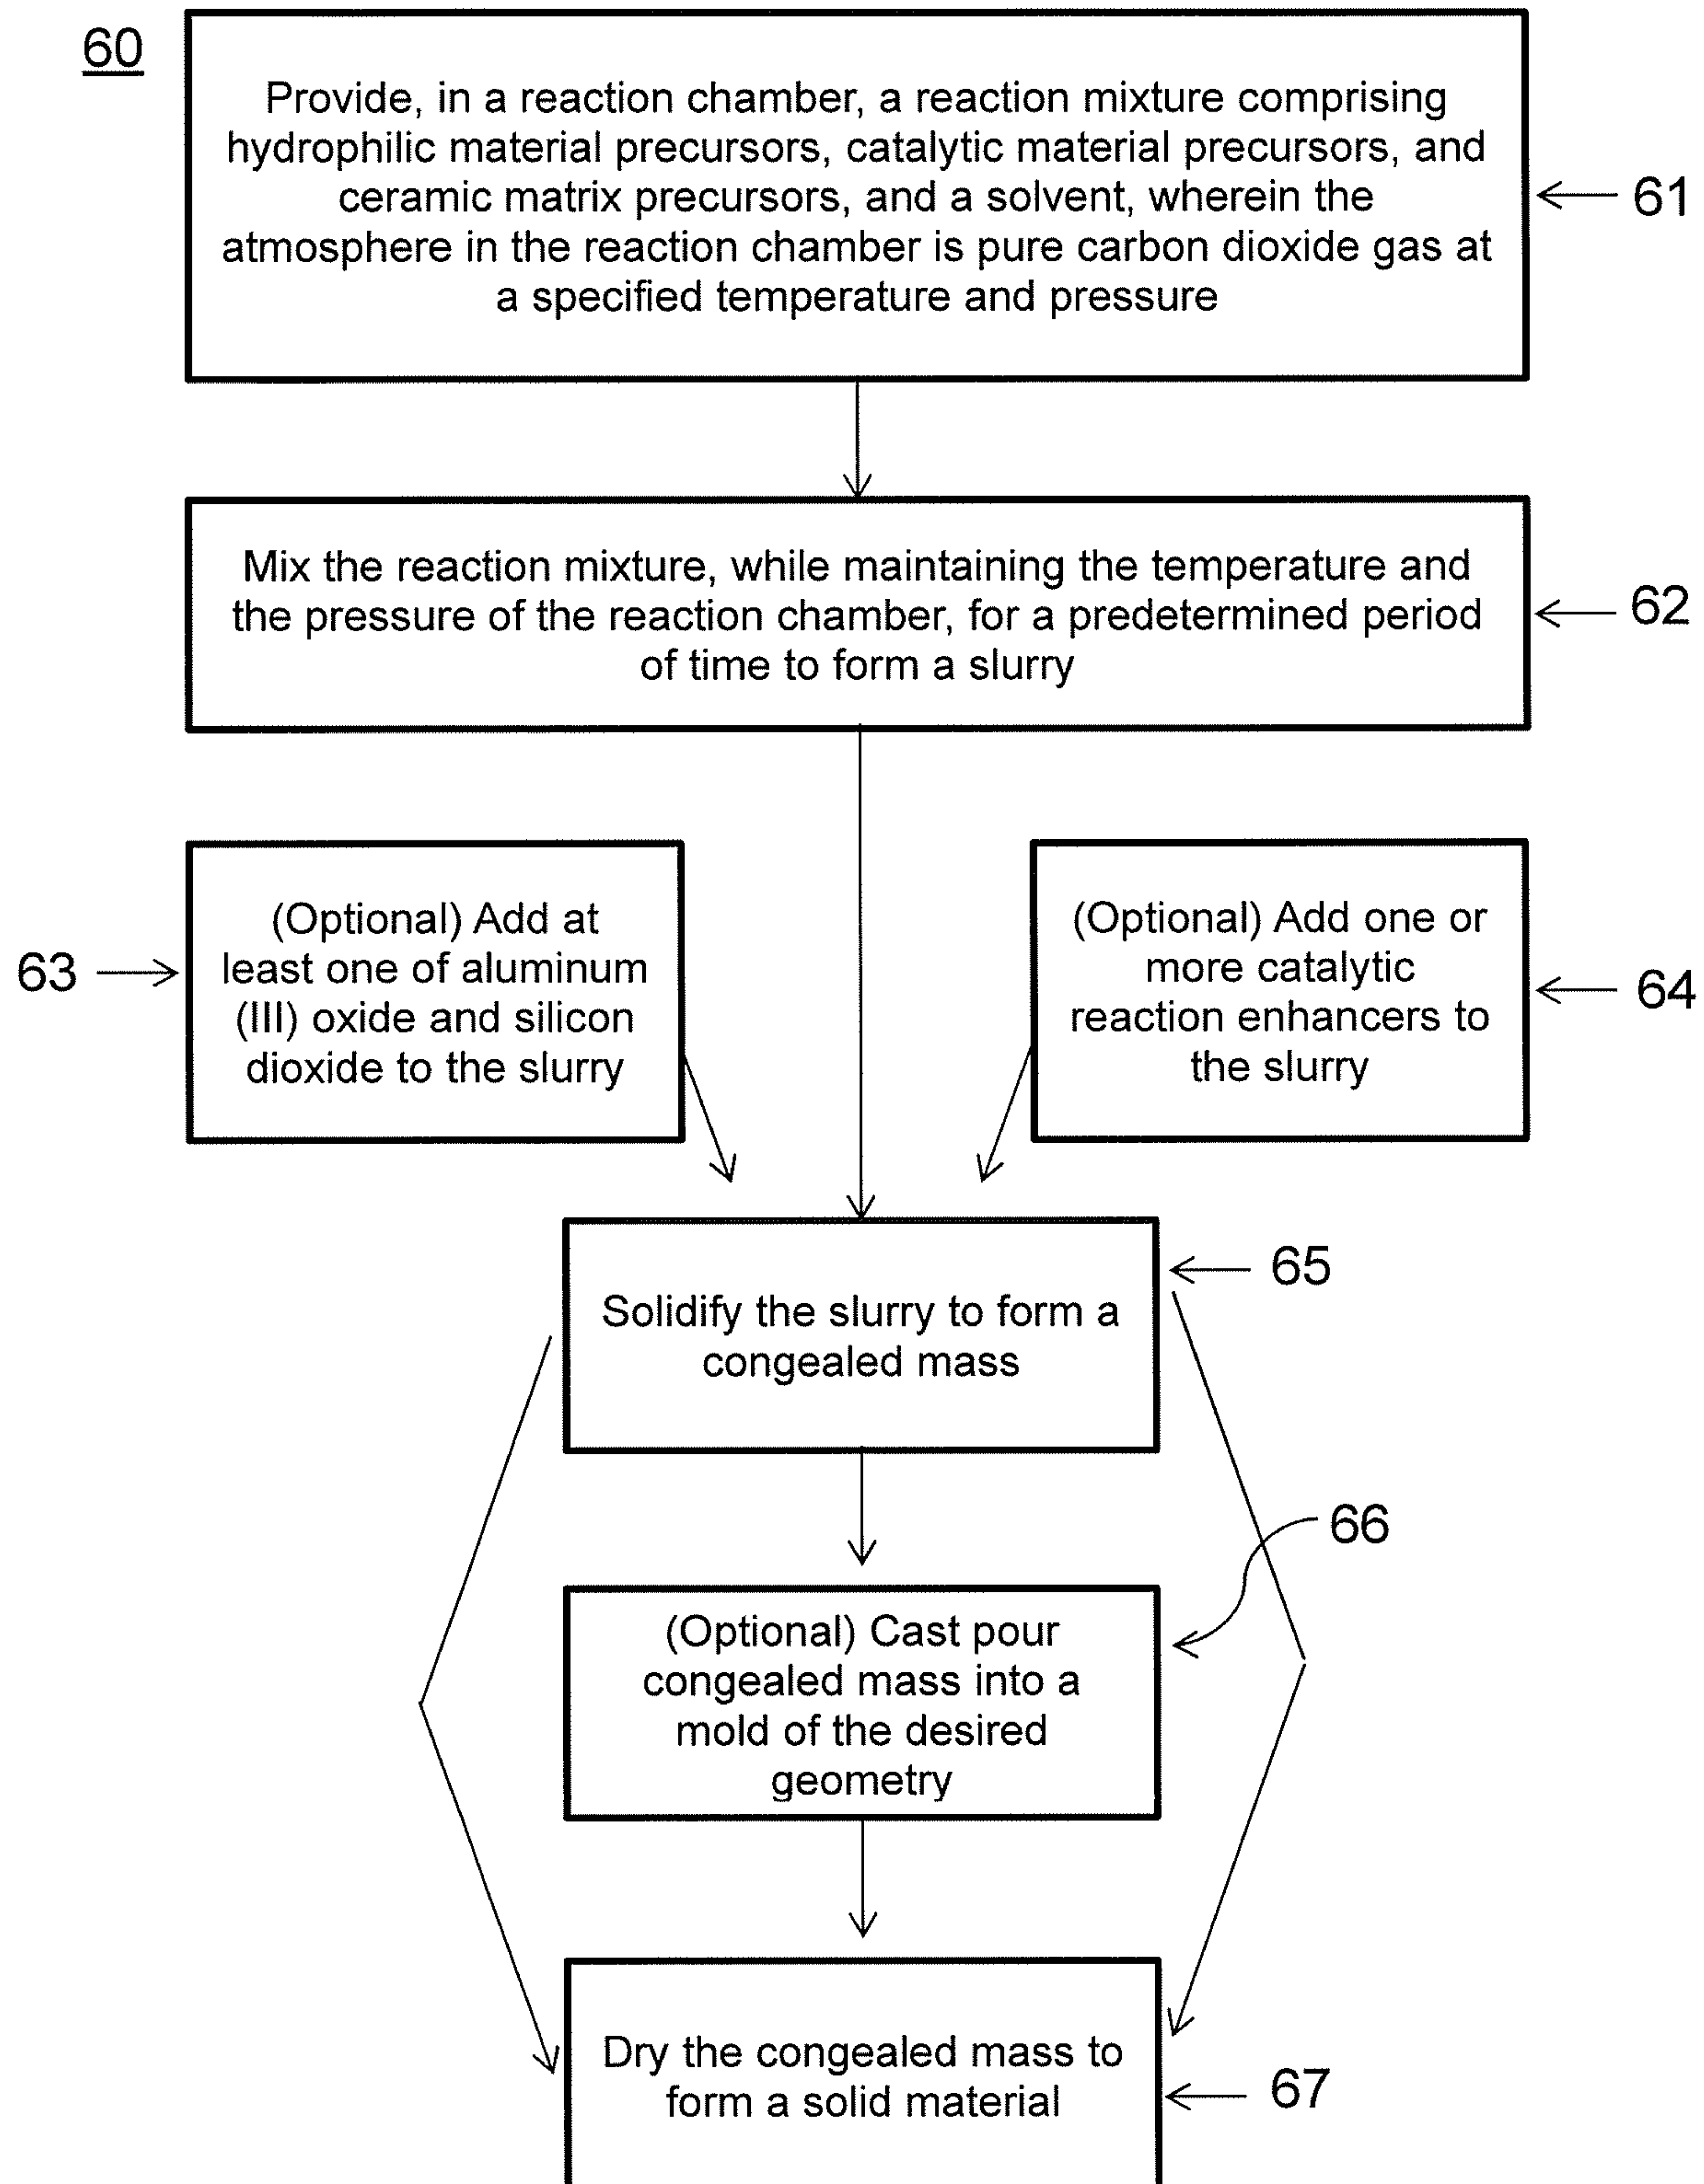 60
Provide, in a reaction chamber, a reaction mixture comprising
hydrophilic material precursors, catalytic material precursors, and
ceramic matrix precursors, and a solvent, wherein the
atmosphere in the reaction chamber is pure carbon dioxide gas at
a specified temperature and pressure
61
Mix the reaction mixture, while maintaining the temperature and
the pressure of the reaction chamber, for a predetermined period
of time to form a slurry
62
63
(Optional) Add at
least one of aluminum
(III) oxide and silicon
dioxide to the slurry
(Optional) Add one or
more catalytic
reaction enhancers to
the slurry
64
Solidify the slurry to form a
congealed mass
65
(Optional) Cast pour
congealed mass into a
mold of the desired
geometry
66
Dry the congealed mass to
form a solid material
67